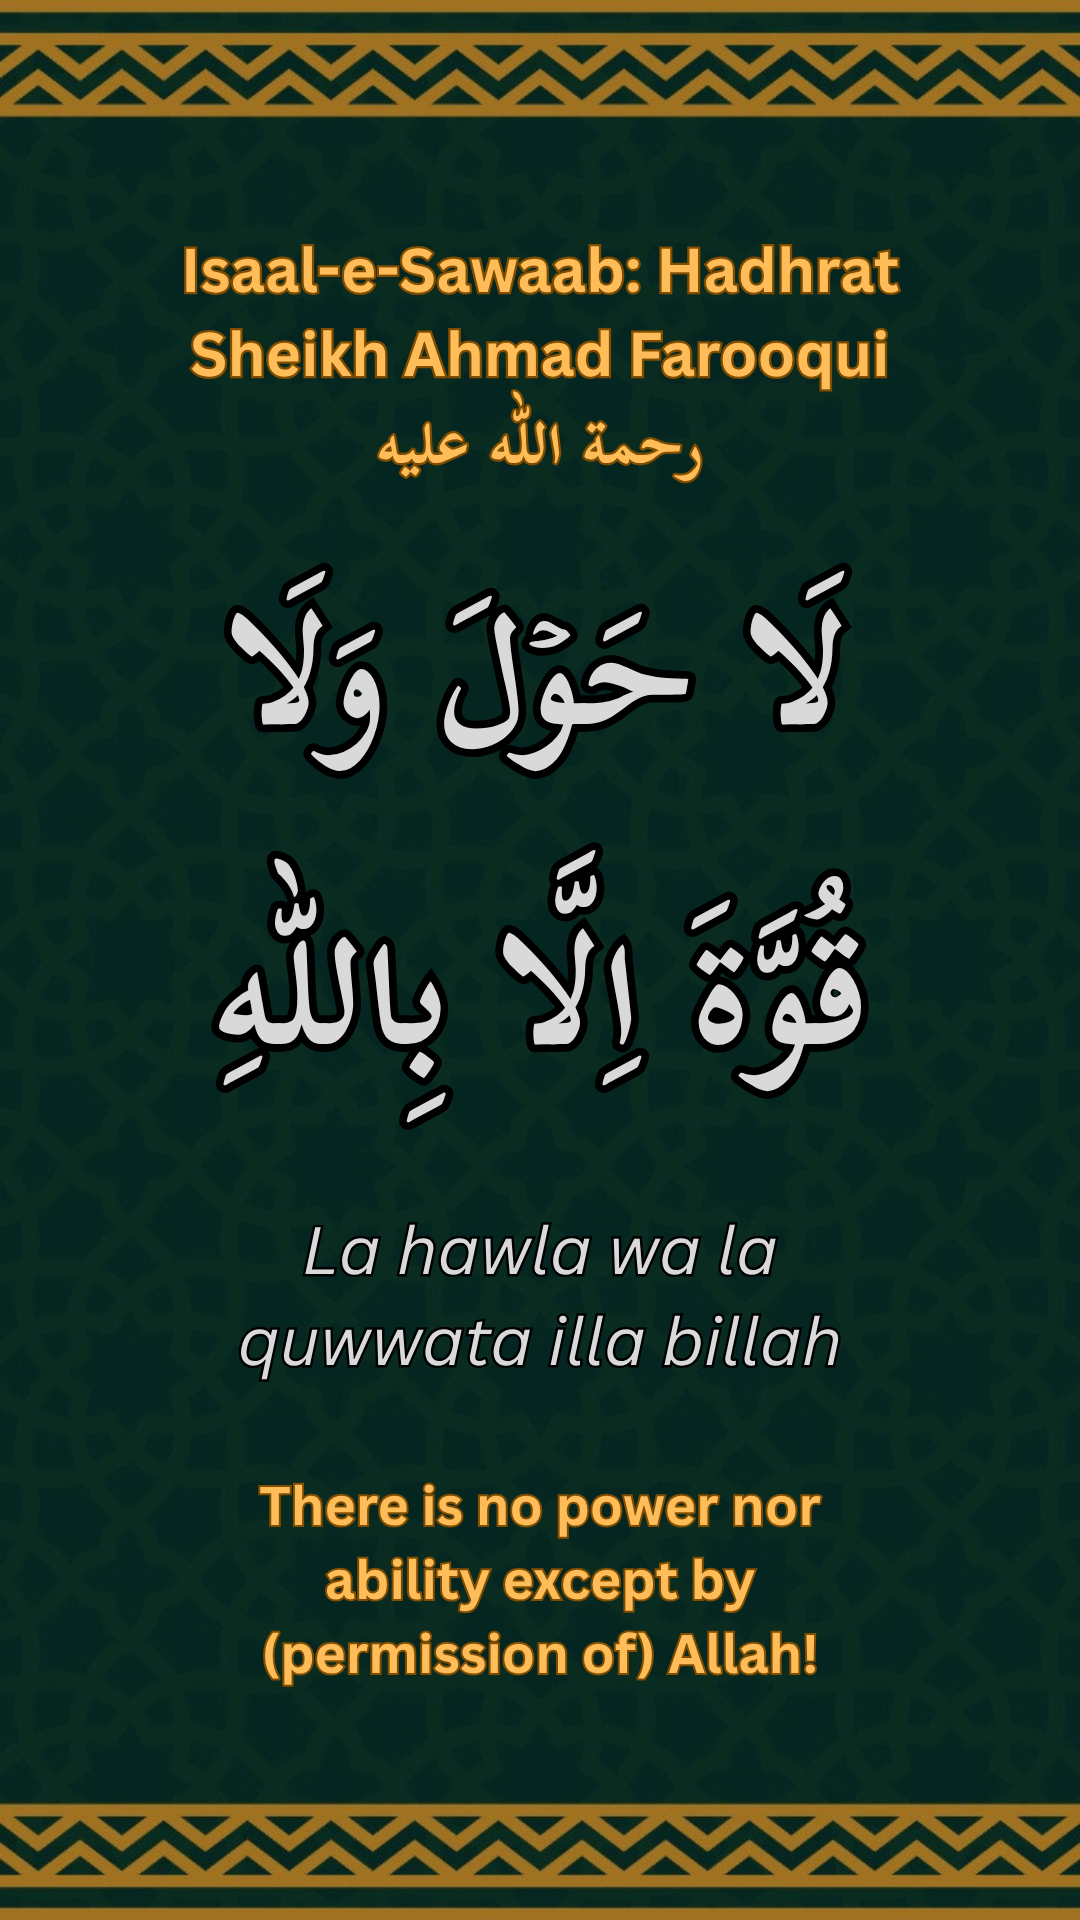 Isaal-e-Sawaab: Hadhrat
Sheikh Ahmad Farooqui
رحمة اللّٰه عليه
لَا حَوْلَ وَلَا
قُوَّةَ اِلَّا بِاللّٰهِ
La hawla wa la
quwwata illa billah
There is no power nor
ability except by
(permission of) Allah!